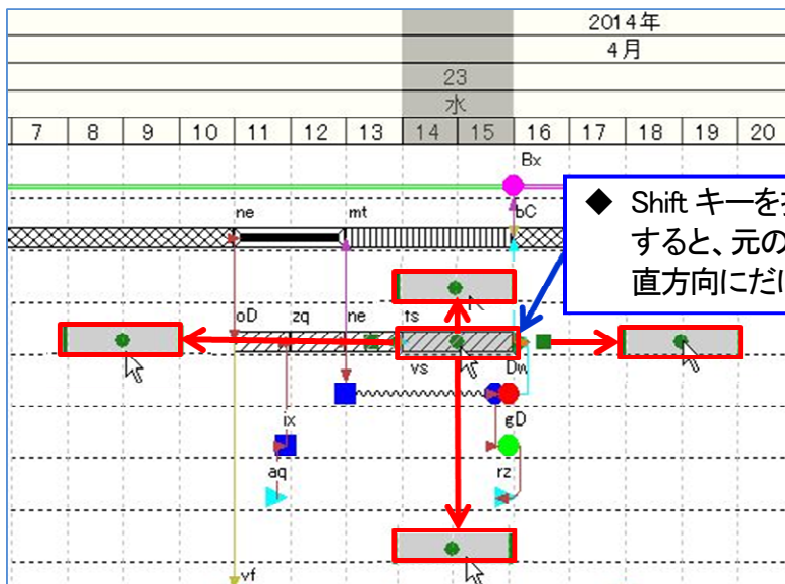 2014年
4月
23
水
7 8 9 10 11 12 13 14 15 16 17 18 19 20
Bx
ne mt bC
◆ Shift キーを
すると、元の
直方向にだけ
oD zq ne ts
vs Dw
ix gD
aq rz
vf